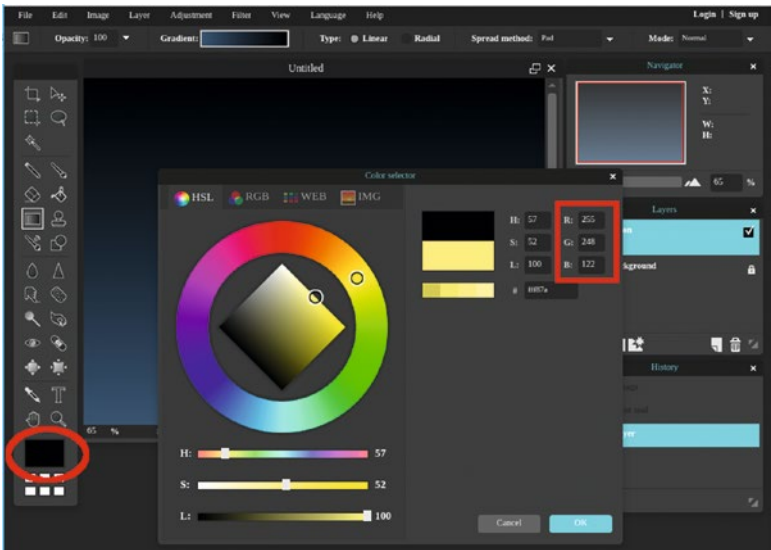 File Edit Image Layer Adjustment Filter View Language Help Login | Sign up
Opacity: 100 Gradient: Type: Linear Radial Spread method: Pad Mode: Normal
Untitled
Navigator
X:
Y:
W:
H:
65 %
Color selector
HSL RGB WEB IMG
H: 57 R: 255
S: 52 G: 248
L: 100 B: 122
#
H: 57
S: 52
L: 100
Cancel OK
Layers
History
65 %